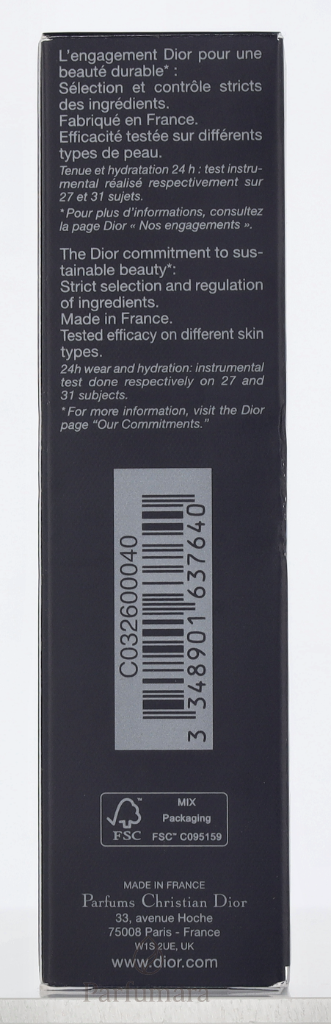 L'engagement Dior pour une
beauté durable* :
Sélection et contrôle stricts
des ingrédients.
Fabriqué en France.
Efficacité testée sur différents
types de peau.
Tenue et hydratation 24 h : test instru-
mental réalisé respectivement sur
27 et 31 sujets.
*Pour plus d'informations, consultez
la page Dior « Nos engagements ».
The Dior commitment to sus-
tainable beauty*:
Strict selection and regulation
of ingredients.
Made in France.
Tested efficacy on different skin
types.
24h wear and hydration: instrumental
test done respectively on 27 and
31 subjects.
*For more information, visit the Dior
page "Our Commitments."
C032600040
3 348901 637640
MIX
Packaging
FSC™ C095159
FSC
MADE IN FRANCE
Parfums Christian Dior
33, avenue Hoche
75008 Paris - France
W1S 2UE, UK
www.dior.com
Parfumara